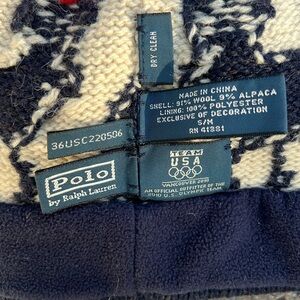 DRY CLEAN
MADE IN CHINA
SHELL: 91% WOOL 9% ALPACA
LINING: 100% POLYESTER
EXCLUSIVE OF DECORATION
S/M
RN 41381
36USC220506
Polo
by Ralph Lauren
TEAM
USA
VANCOUVER 2010
AN OFFICIAL OUTFITTER OF THE
2010 U.S. OLYMPIC TEAM